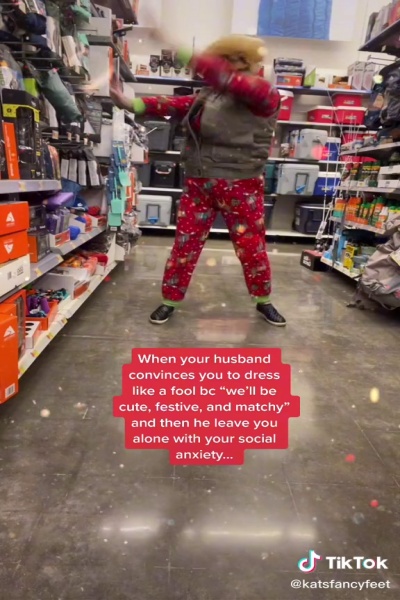 When your husband
convinces you to dress
like a fool bc “we’ll be
cute, festive, and matchy”
and then he leave you
alone with your social
anxiety...
TikTok
@katsfancyfeet